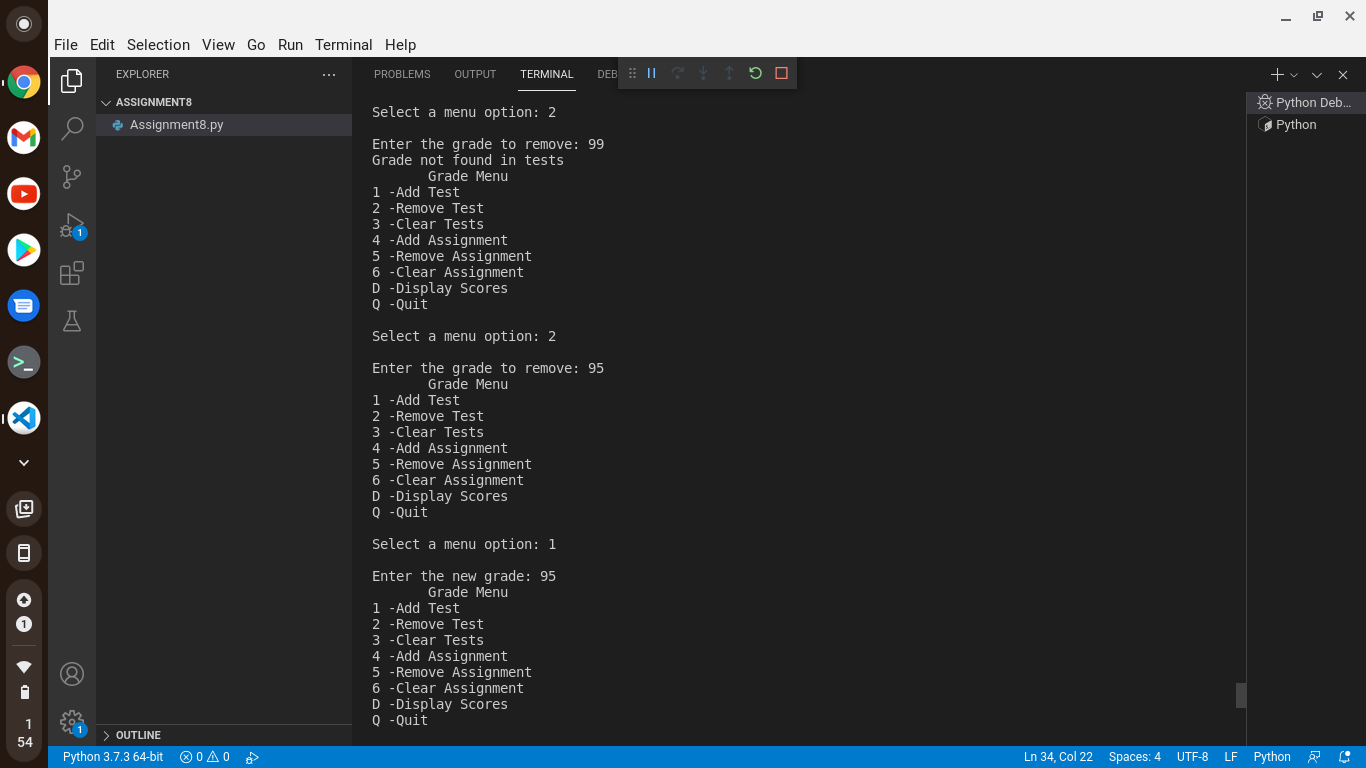 File Edit Selection View Go Run Terminal Help
EXPLORER
ASSIGNMENT8
Assignment8.py
OUTLINE
PROBLEMS OUTPUT TERMINAL DEB
Select a menu option: 2
Enter the grade to remove: 99
Grade not found in tests
Grade Menu
1 -Add Test
2 -Remove Test
3 -Clear Tests
4 -Add Assignment
5 -Remove Assignment
6 -Clear Assignment
D -Display Scores
Q -Quit
Select a menu option: 2
Enter the grade to remove: 95
Grade Menu
1 -Add Test
2 -Remove Test
3 -Clear Tests
4 -Add Assignment
5 -Remove Assignment
6 -Clear Assignment
D -Display Scores
Q -Quit
Select a menu option: 1
Enter the new grade: 95
Grade Menu
1 -Add Test
2 -Remove Test
3 -Clear Tests
4 -Add Assignment
5 -Remove Assignment
6 -Clear Assignment
D -Display Scores
Q -Quit
Python Deb...
Python
1
1
1
1
54
Python 3.7.3 64-bit 0 0 Ln 34, Col 22 Spaces: 4 UTF-8 LF Python